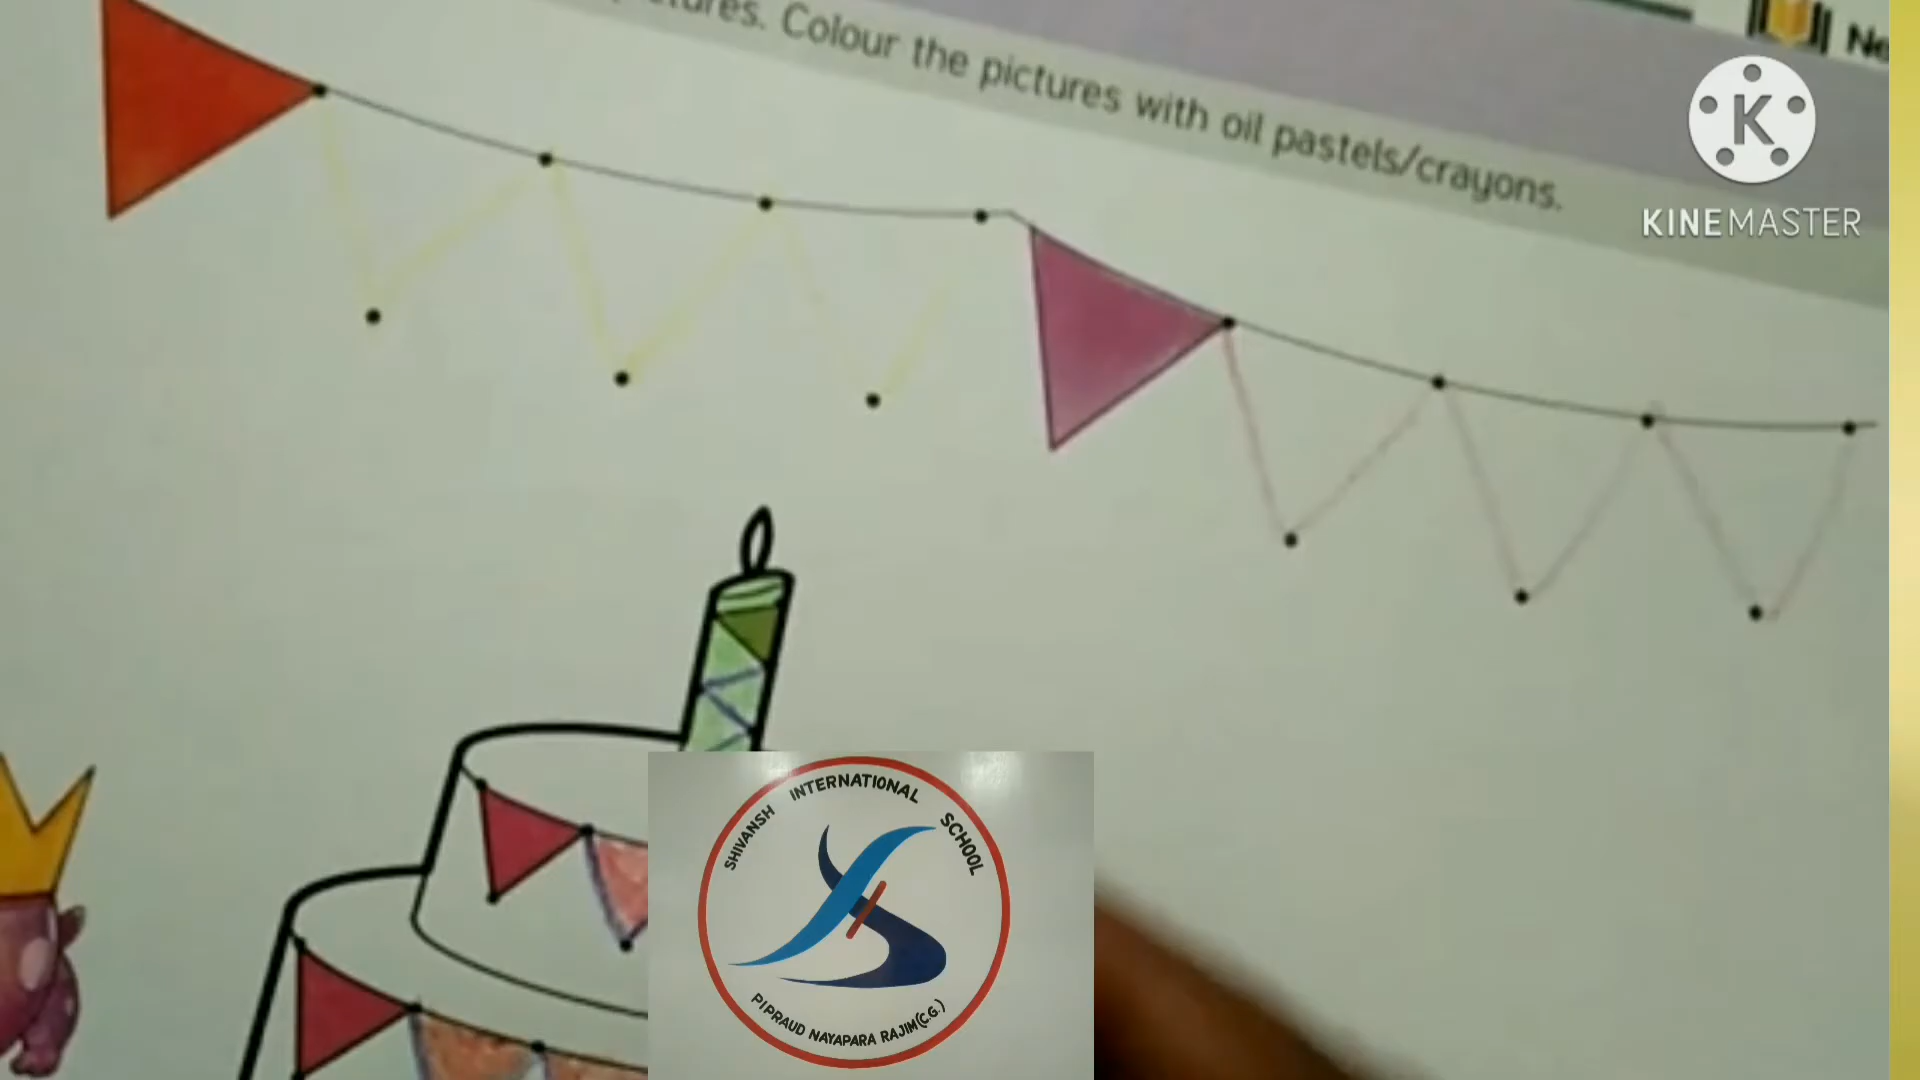 Colour the pictures with oil pastels/crayons.
K
KINEMASTER
SHIVANSH INTERNATIONAL SCHOOL
PIPRAUD NAYAPARA RAJIM(C.G.)